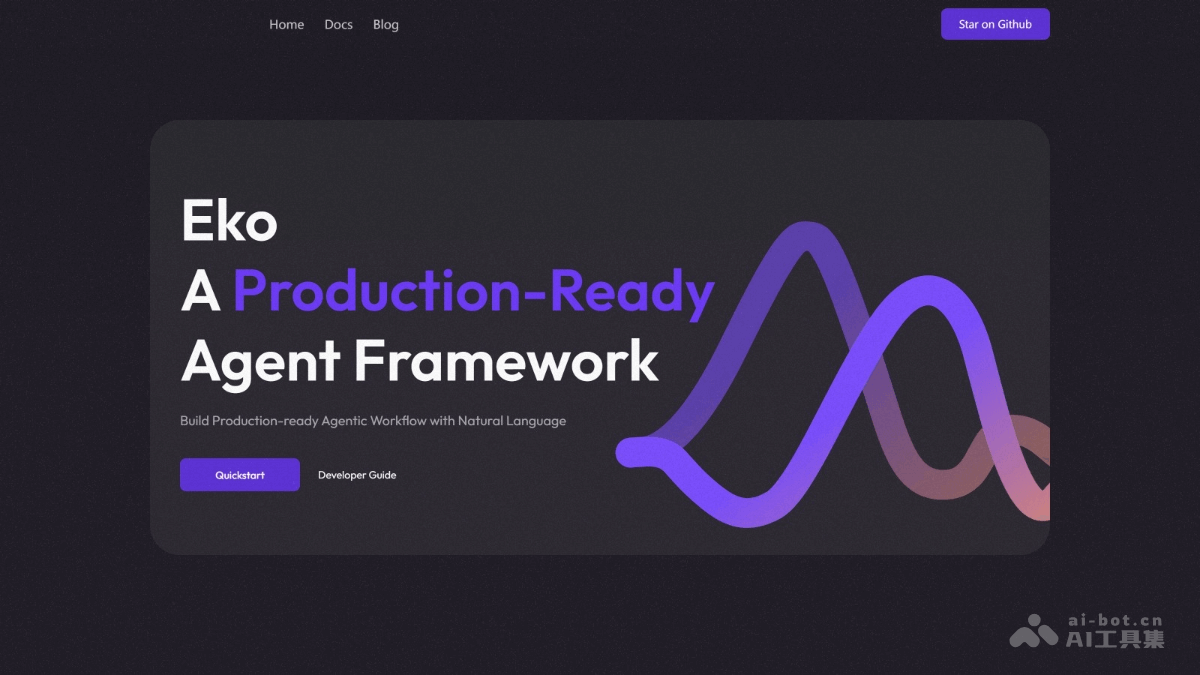 Home Docs Blog Star on Github
Eko
A Production-Ready
Agent Framework
Build Production-ready Agentic Workflow with Natural Language
Quickstart Developer Guide
ai-bot.cn
AI工具集